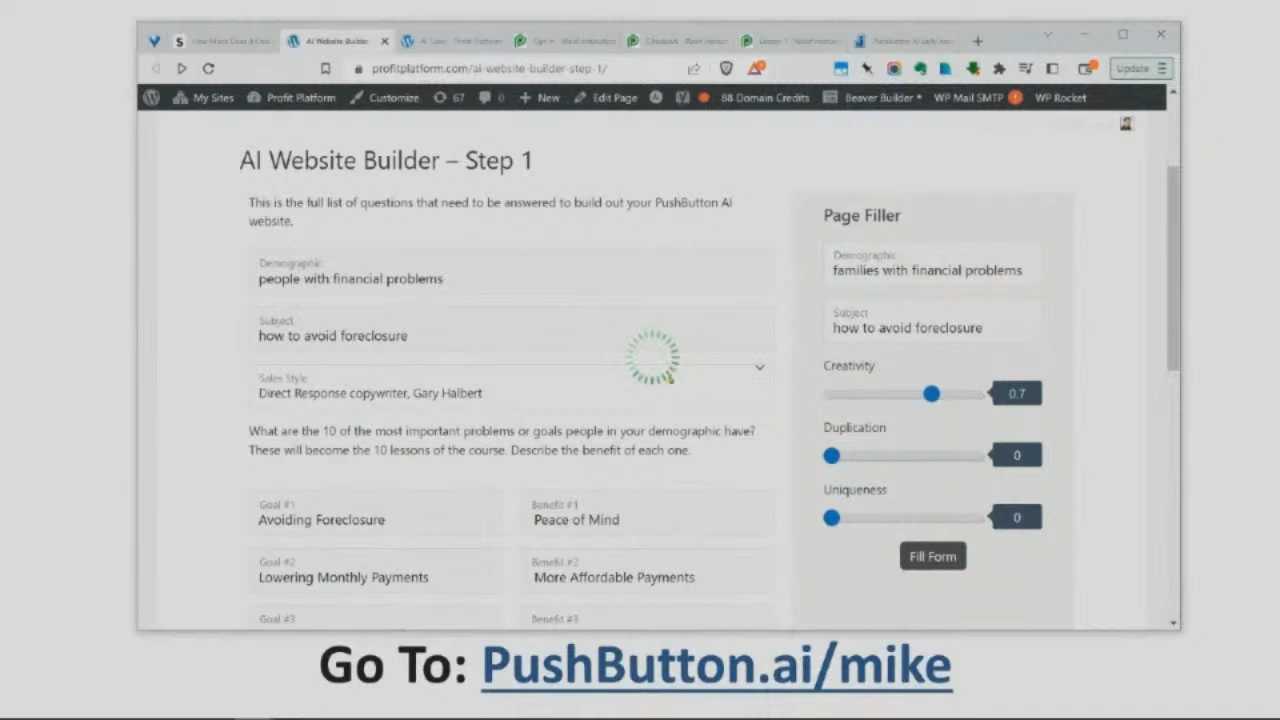 AI Website Builder
Update
profitplatform.com/ai-website-builder-step-1/
My Sites
Profit Platform
Customize
67
0
New
Edit Page
88 Domain Credits
Beaver Builder
WP Mail SMTP
WP Rocket
AI Website Builder – Step 1
This is the full list of questions that need to be answered to build out your PushButton AI
website.
Demographic
people with financial problems
Subject
how to avoid foreclosure
Sales Style
Direct Response copywriter, Gary Halbert
What are the 10 of the most important problems or goals people in your demographic have?
These will become the 10 lessons of the course. Describe the benefit of each one.
Goal #1
Avoiding Foreclosure
Benefit #1
Peace of Mind
Goal #2
Lowering Monthly Payments
Benefit #2
More Affordable Payments
Goal #3
Benefit #3
Page Filler
Demographic
families with financial problems
Subject
how to avoid foreclosure
Creativity
0.7
Duplication
0
Uniqueness
0
Fill Form
Go To: PushButton.ai/mike